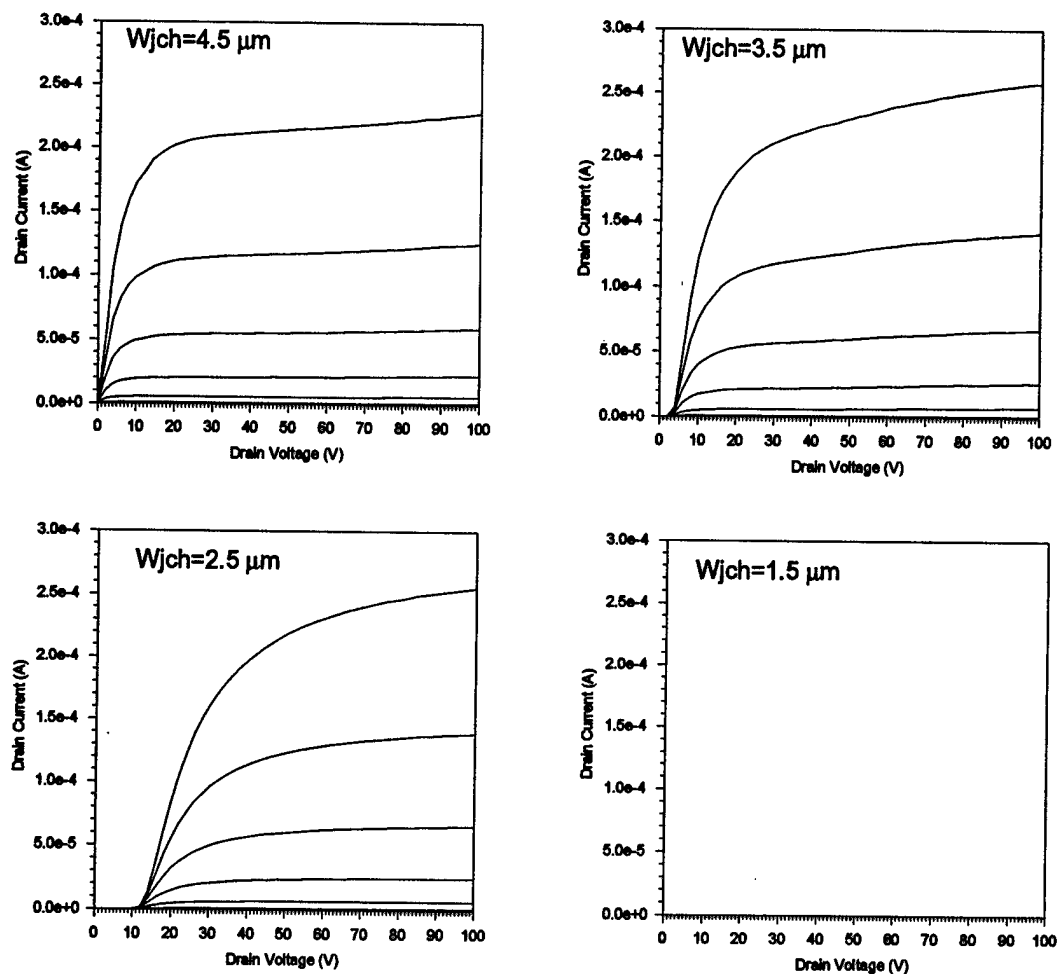 Wjch=4.5 μm
3.0e-4
2.5e-4
2.0e-4
1.5e-4
1.0e-4
5.0e-5
0.0e+0
Drain Current (A)
0 10 20 30 40 50 60 70 80 90 100
Drain Voltage (V)
Wjch=3.5 μm
3.0e-4
2.5e-4
2.0e-4
1.5e-4
1.0e-4
5.0e-5
0.0e+0
Drain Current (A)
0 10 20 30 40 50 60 70 80 90 100
Drain Voltage (V)
Wjch=2.5 μm
3.0e-4
2.5e-4
2.0e-4
1.5e-4
1.0e-4
5.0e-5
0.0e+0
Drain Current (A)
0 10 20 30 40 50 60 70 80 90 100
Drain Voltage (V)
Wjch=1.5 μm
3.0e-4
2.5e-4
2.0e-4
1.5e-4
1.0e-4
5.0e-5
0.0e+0
Drain Current (A)
0 10 20 30 40 50 60 70 80 90 100
Drain Voltage (V)